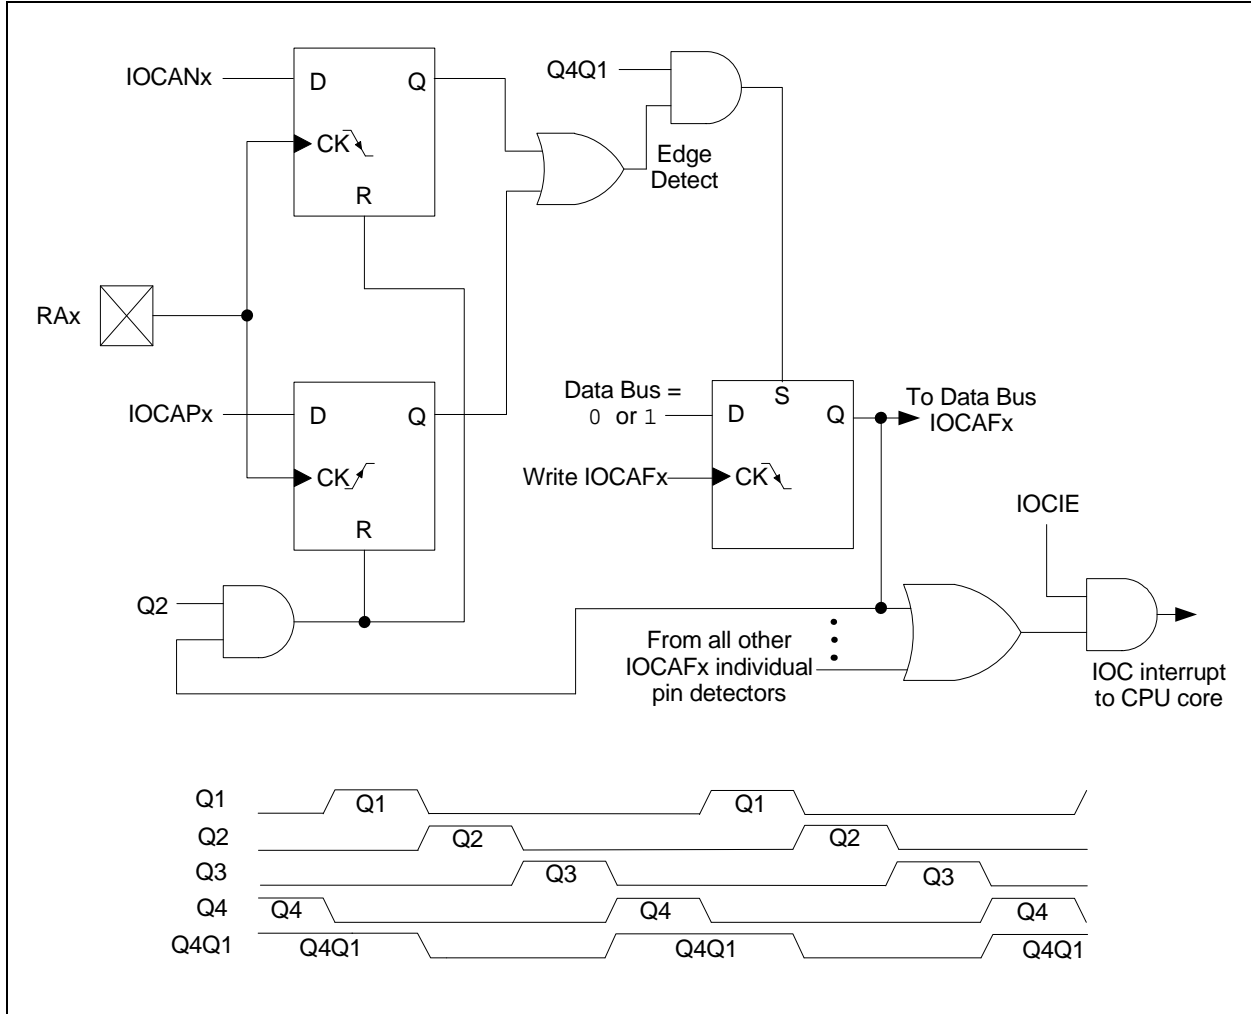 IOCANx
D
Q
CK
R
Q4Q1
Edge
Detect
RAx
IOCAPx
D
Q
CK
R
Data Bus =
0 or 1
S
D
Q
To Data Bus
IOCAFx
Write IOCAFx
CK
IOCIE
Q2
From all other
IOCAFx individual
pin detectors
IOC interrupt
to CPU core
Q1 Q1 Q1
Q2 Q2 Q2
Q3 Q3 Q3
Q4 Q4 Q4 Q4
Q4Q1 Q4Q1 Q4Q1 Q4Q1